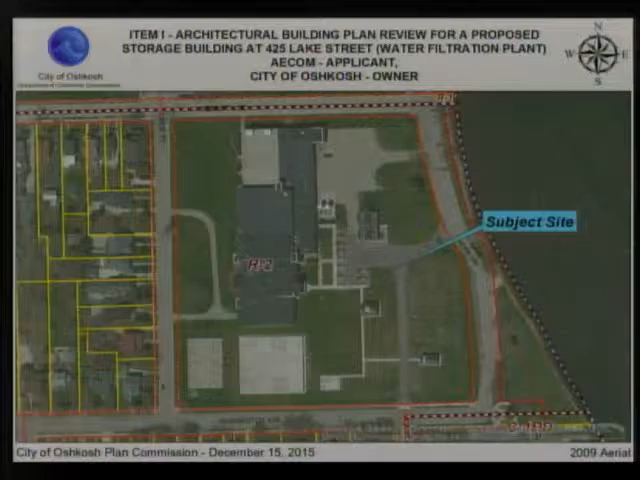 ITEM I - ARCHITECTURAL BUILDING PLAN REVIEW FOR A PROPOSED
STORAGE BUILDING AT 425 LAKE STREET (WATER FILTRATION PLANT)
AECOM - APPLICANT,
CITY OF OSHKOSH - OWNER
N
W
E
S
City of Oshkosh
Subject Site
R-2
City of Oshkosh Plan Commission - December 15, 2015
2009 Aerial